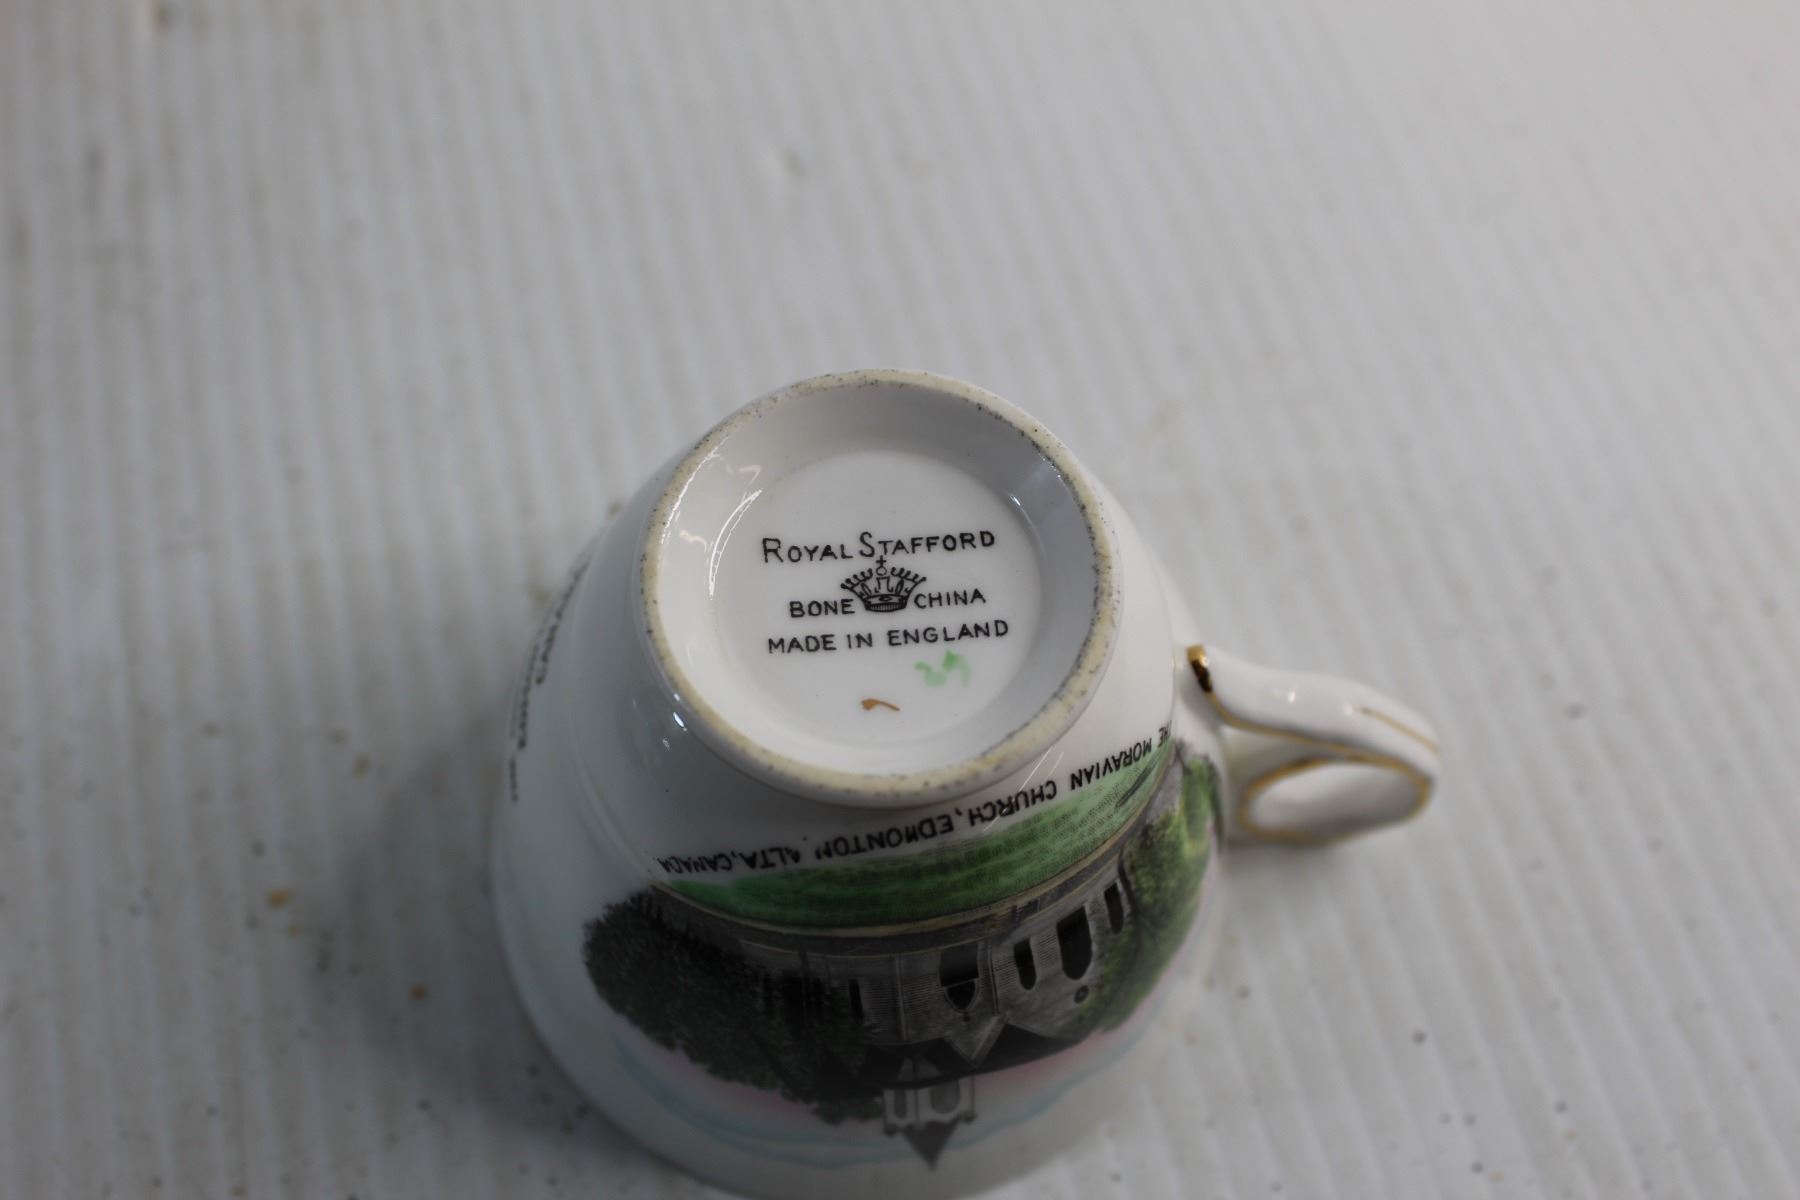 ROYAL STAFFORD
BONE CHINA
MADE IN ENGLAND
MORAVIAN CHURCH, EDMONTON. ALTA, CANADA